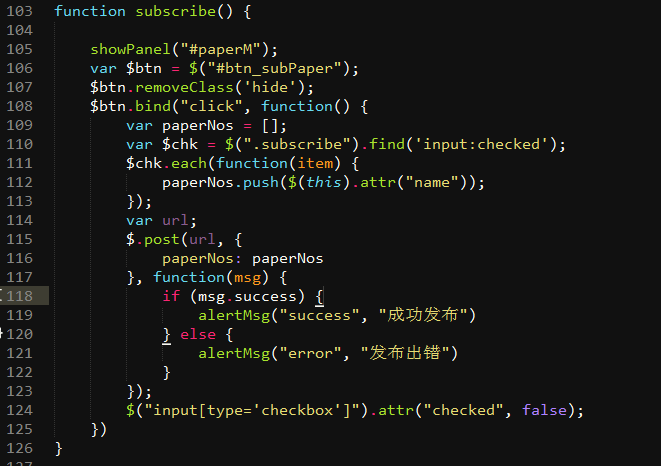 103 function subscribe() {
104
105 showPanel("#paperM");
106 var $btn = $("#btn_subPaper");
107 $btn.removeClass('hide');
108 $btn.bind("click", function() {
109 var paperNos = [];
110 var $chk = $(".subscribe").find('input:checked');
111 $chk.each(function(item) {
112 paperNos.push($(this).attr("name"));
113 });
114 var url;
115 $.post(url, {
116 paperNos: paperNos
117 }, function(msg) {
118 if (msg.success) {
119 alertMsg("success", "成功发布")
120 } else {
121 alertMsg("error", "发布出错")
122 }
123 });
124 $("input[type='checkbox']").attr("checked", false);
125 })
126 }